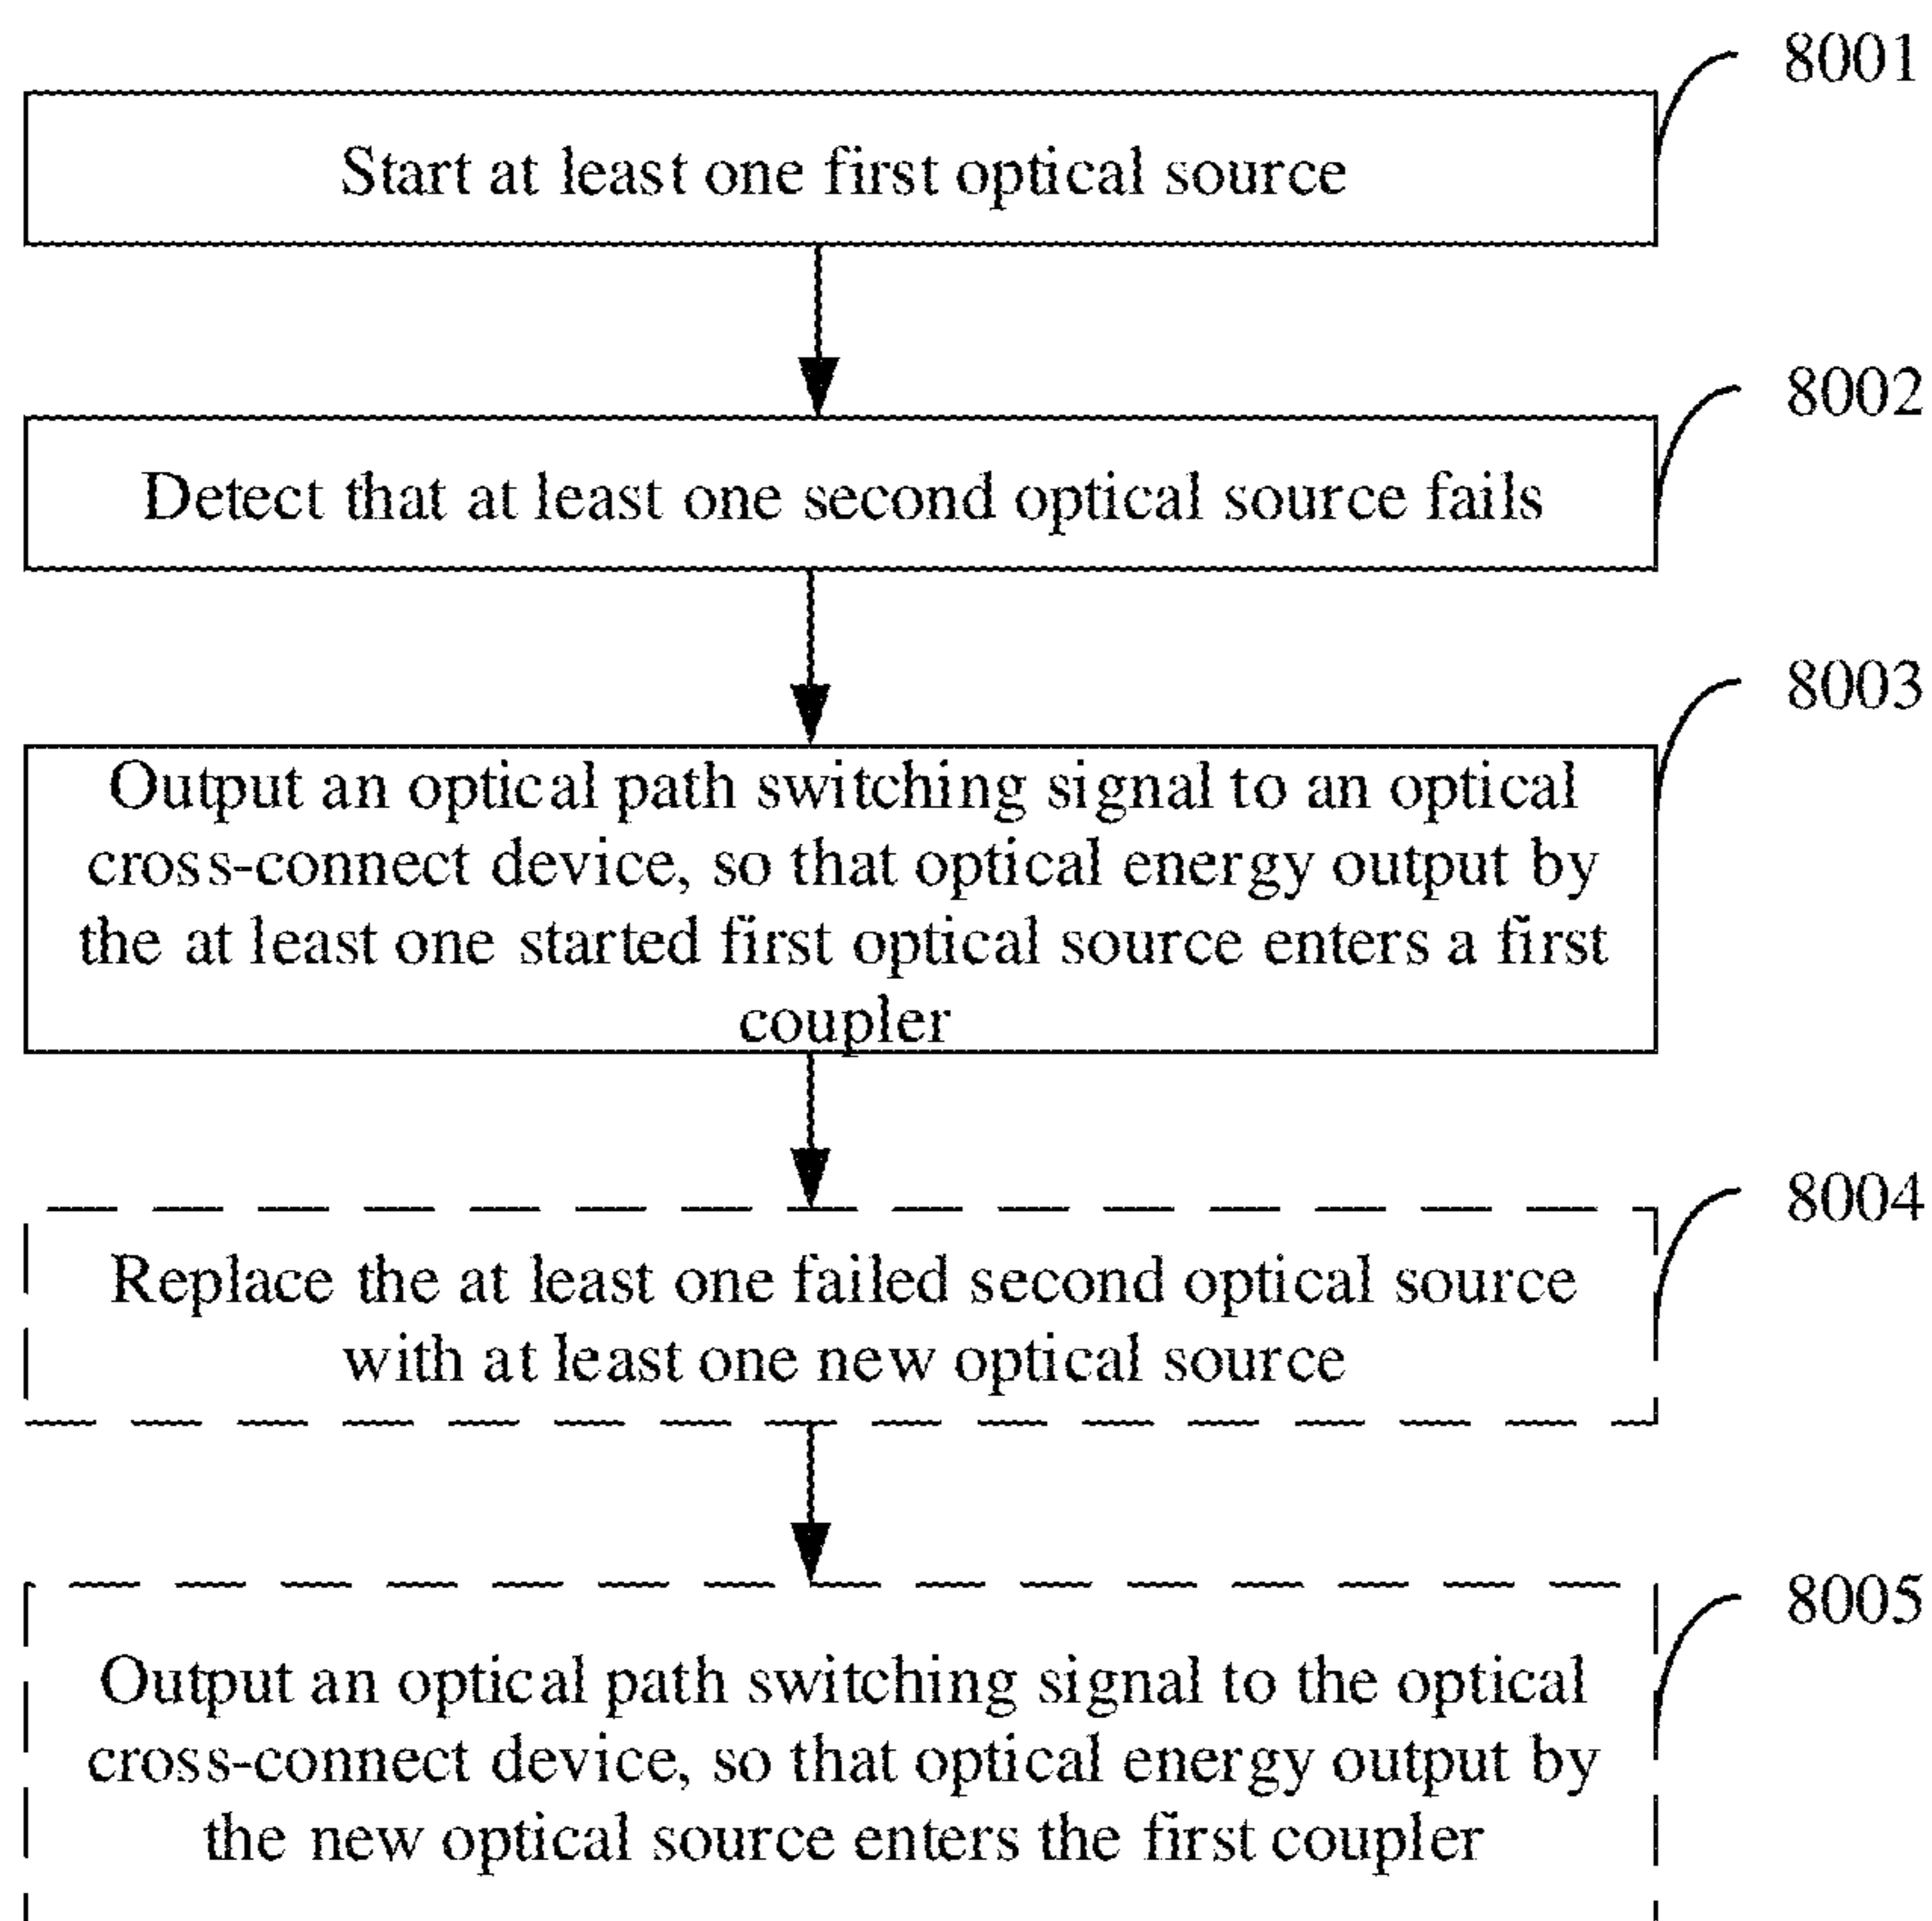 8001
Start at least one first optical source
8002
Detect that at least one second optical source fails
8003
Output an optical path switching signal to an optical
cross-connect device, so that optical energy output by
the at least one started first optical source enters a first
coupler
8004
Replace the at least one failed second optical source
with at least one new optical source
8005
Output an optical path switching signal to the optical
cross-connect device, so that optical energy output by
the new optical source enters the first coupler